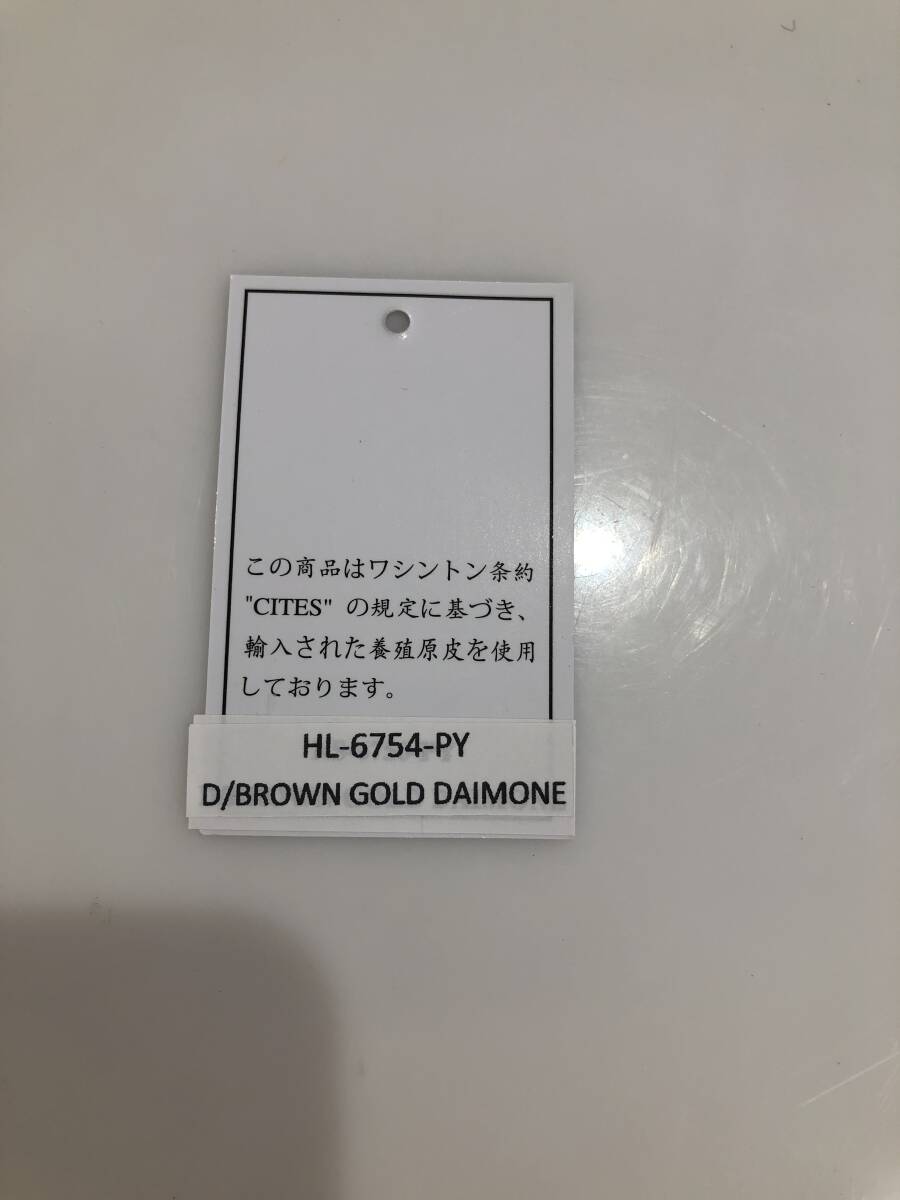 この商品はワシントン条約
"CITES" の規定に基づき、
輸入された養殖原皮を使用
しております。
HL-6754-PY
D/BROWN GOLD DAIMONE